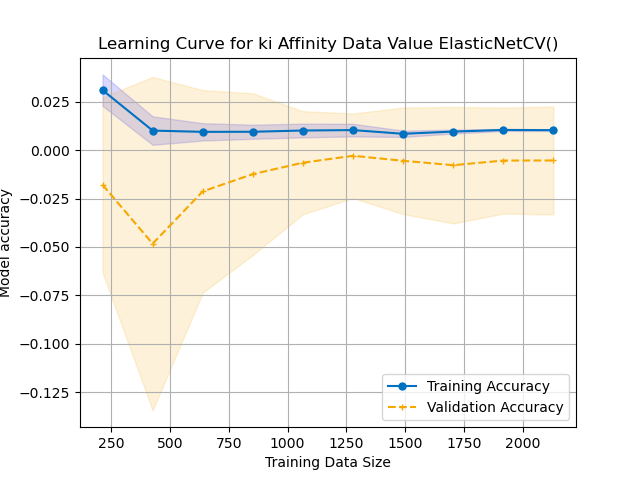 Learning Curve for ki Affinity Data Value ElasticNetCV()
0.025
0.000
−0.025
−0.050
−0.075
−0.100
−0.125
Model accuracy
Training Accuracy
Validation Accuracy
250 500 750 1000 1250 1500 1750 2000
Training Data Size